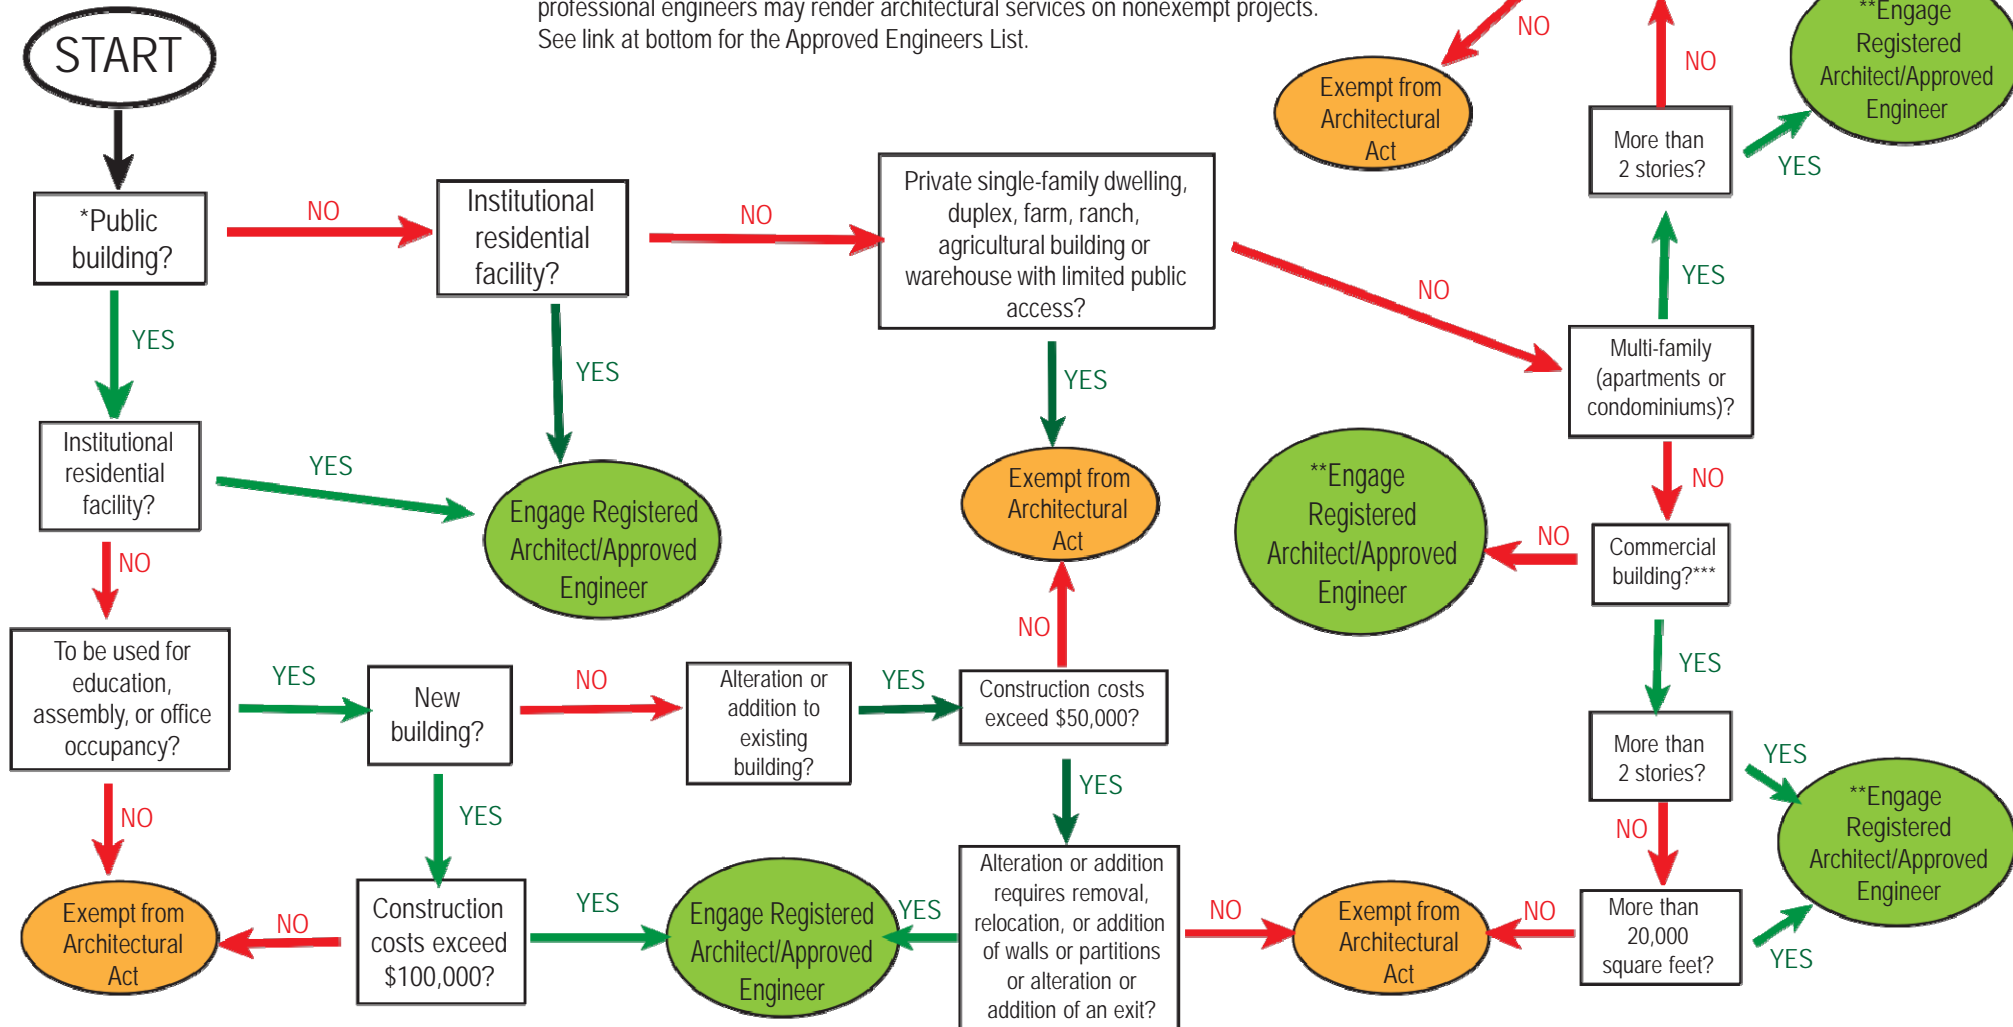 professional engineers may render architectural services on nonexempt projects.
See link at bottom for the Approved Engineers List.
START
NO
**Engage
Registered
Architect/Approved
Engineer
Exempt from
Architectural
Act
NO
More than
2 stories?
YES
*Public
building?
NO
Institutional
residential
facility?
NO
Private single-family dwelling,
duplex, farm, ranch,
agricultural building or
warehouse with limited public
access?
NO
YES
YES
YES
YES
Multi-family
(apartments or
condominiums)?
Institutional
residential
facility?
YES
Engage Registered
Architect/Approved
Engineer
Exempt from
Architectural
Act
**Engage
Registered
Architect/Approved
Engineer
NO
NO
Commercial
building?***
NO
NO
YES
To be used for
education,
assembly, or office
occupancy?
YES
New
building?
NO
Alteration or
addition to
existing
building?
YES
Construction costs
exceed $50,000?
More than
2 stories?
YES
NO
YES
YES
NO
**Engage
Registered
Architect/Approved
Engineer
Exempt from
Architectural
Act
NO
Construction
costs exceed
$100,000?
YES
Engage Registered
Architect/Approved
Engineer
YES
Alteration or addition
requires removal,
relocation, or addition
of walls or partitions
or alteration or
addition of an exit?
NO
Exempt from
Architectural
Act
NO
More than
20,000
square feet?
YES